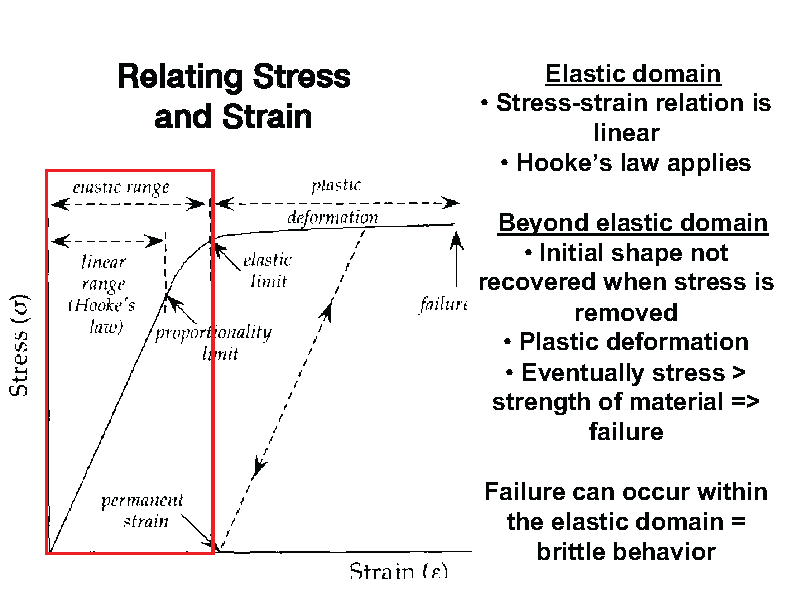 Relating Stress
and Strain
elastic range
plastic
deformation
linear
range
(Hooke's
law)
elastic
limit
failure
proportionality
limit
permanent
strain
Stress (σ)
Strain (ε)
Elastic domain
• Stress-strain relation is
linear
• Hooke’s law applies
Beyond elastic domain
• Initial shape not
recovered when stress is
removed
• Plastic deformation
• Eventually stress >
strength of material =>
failure
Failure can occur within
the elastic domain =
brittle behavior